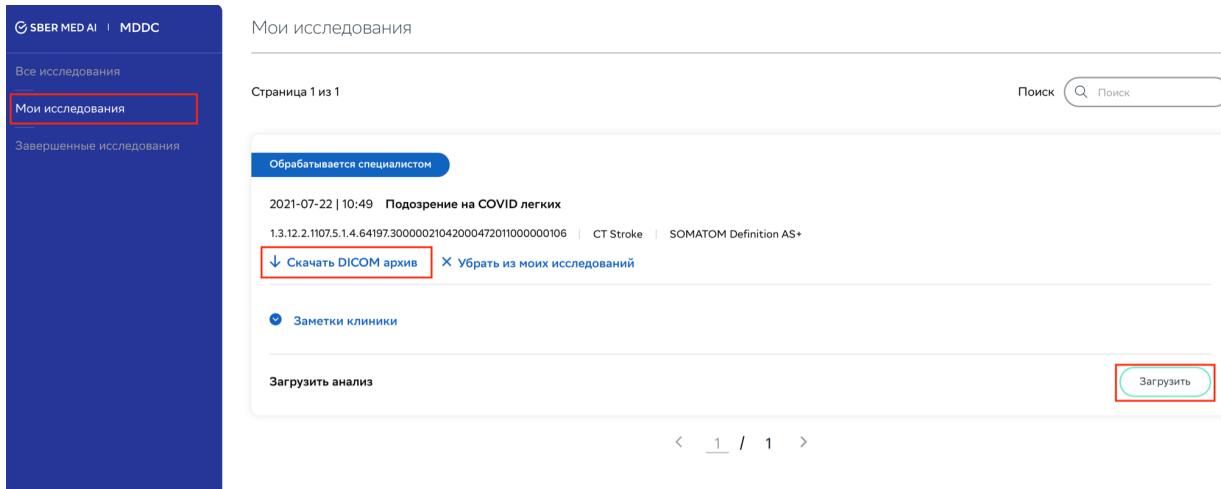 SBER MED AI | MDDC
Все исследования
Мои исследования
Завершенные исследования
Мои исследования
Страница 1 из 1
Поиск
Поиск
Обрабатывается специалистом
2021-07-22 | 10:49 Подозрение на COVID легких
1.3.12.2.1107.5.1.4.64197.30000021042000472011000000106 | CT Stroke | SOMATOM Definition AS+
Скачать DICOM архив
Убрать из моих исследований
Заметки клиники
Загрузить анализ
Загрузить
< 1 / 1 >